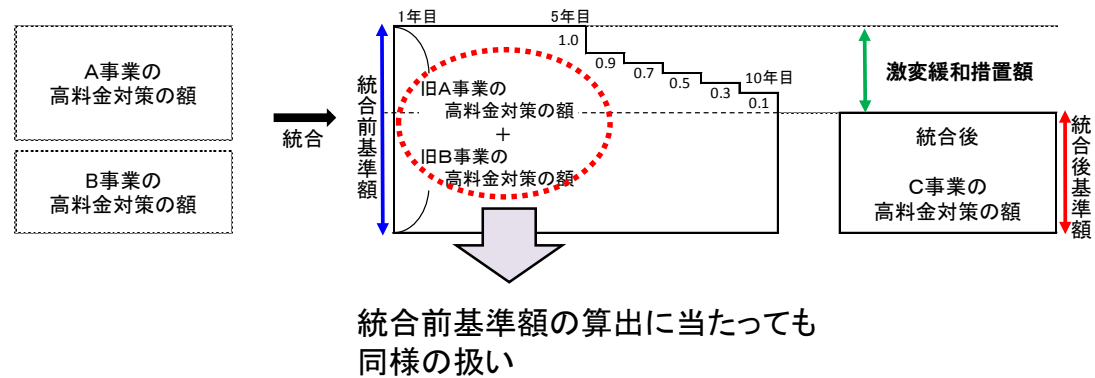 A事業の
高料金対策の額
B事業の
高料金対策の額
統合
統合前基準額
1年目
5年目
1.0
0.9
0.7
0.5
0.3
10年目
0.1
旧A事業の
高料金対策の額
+
旧B事業の
高料金対策の額
激変緩和措置額
統合後
C事業の
高料金対策の額
統合後基準額
統合前基準額の算出に当たっても
同様の扱い